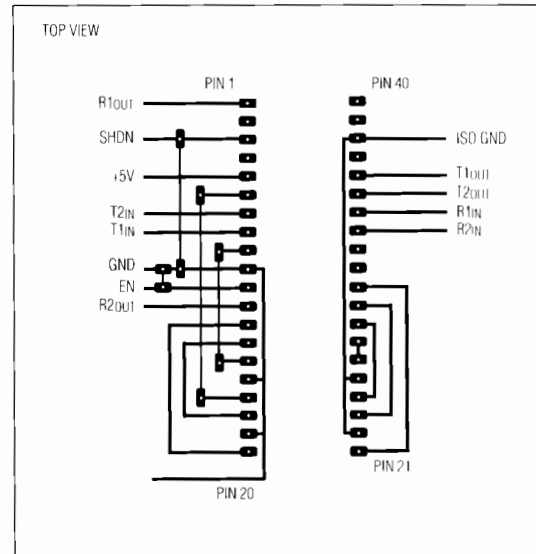 TOP VIEW
PIN 1
PIN 40
R1OUT
SHDN
ISO GND
+5V
T1OUT
T2OUT
T2IN
R1IN
T1IN
R2IN
GND
EN
R2OUT
PIN 21
PIN 20